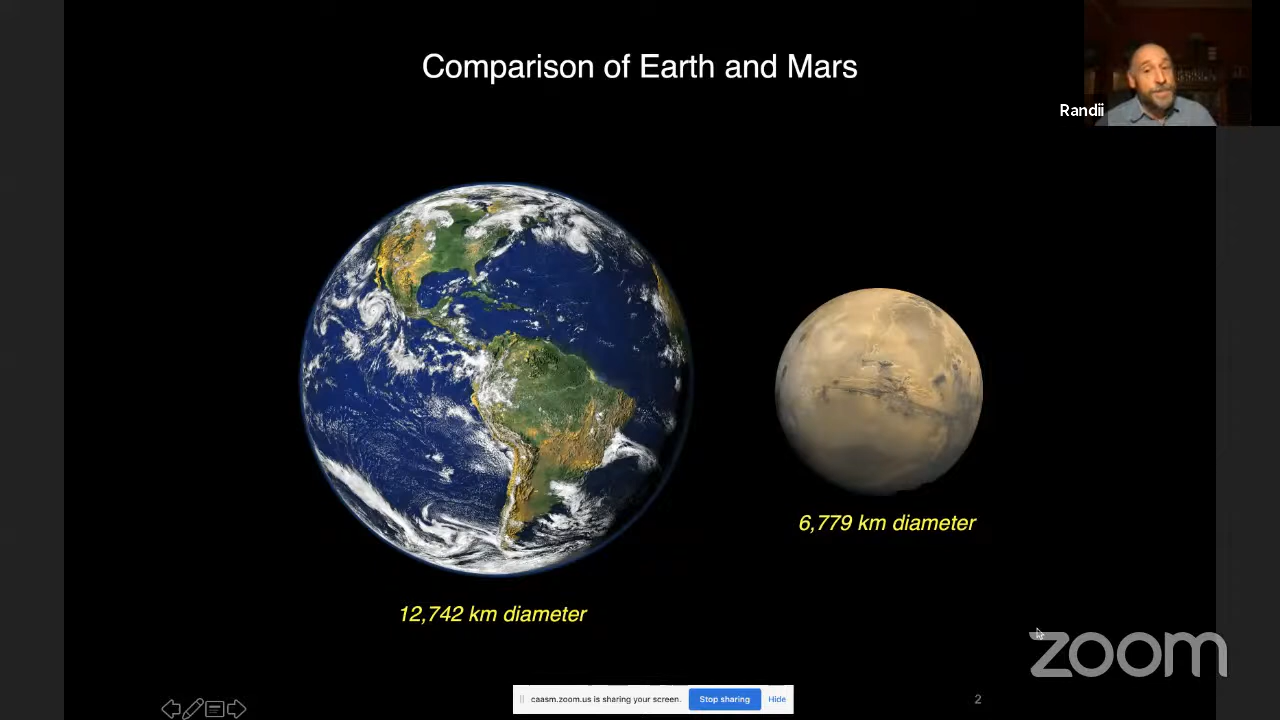 Comparison of Earth and Mars
Randii
6,779 km diameter
12,742 km diameter
zoom
caasm.zoom.us is sharing your screen. Stop sharing Hide
2